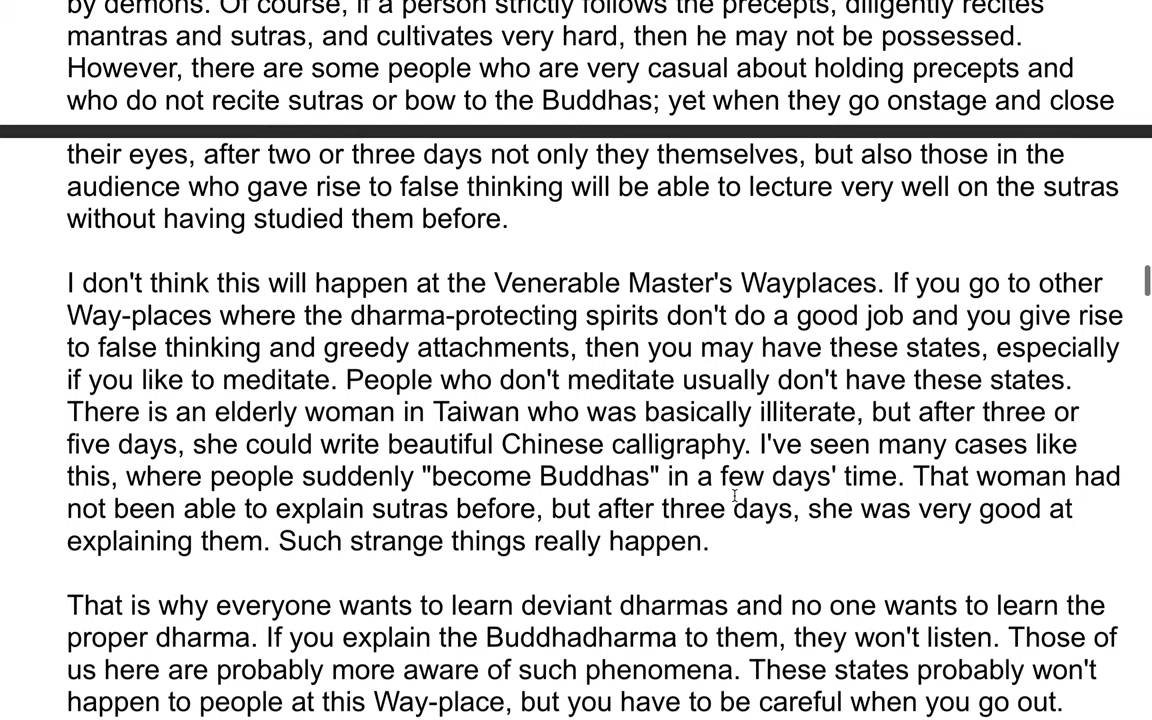 by demons. Of course, if a person strictly follows the precepts, diligently recites
mantras and sutras, and cultivates very hard, then he may not be possessed.
However, there are some people who are very casual about holding precepts and
who do not recite sutras or bow to the Buddhas; yet when they go onstage and close
their eyes, after two or three days not only they themselves, but also those in the
audience who gave rise to false thinking will be able to lecture very well on the sutras
without having studied them before.
I don't think this will happen at the Venerable Master's Wayplaces. If you go to other
Way-places where the dharma-protecting spirits don't do a good job and you give rise
to false thinking and greedy attachments, then you may have these states, especially
if you like to meditate. People who don't meditate usually don't have these states.
There is an elderly woman in Taiwan who was basically illiterate, but after three or
five days, she could write beautiful Chinese calligraphy. I've seen many cases like
this, where people suddenly "become Buddhas" in a few days' time. That woman had
not been able to explain sutras before, but after three days, she was very good at
explaining them. Such strange things really happen.
That is why everyone wants to learn deviant dharmas and no one wants to learn the
proper dharma. If you explain the Buddhadharma to them, they won't listen. Those of
us here are probably more aware of such phenomena. These states probably won't
happen to people at this Way-place, but you have to be careful when you go out.